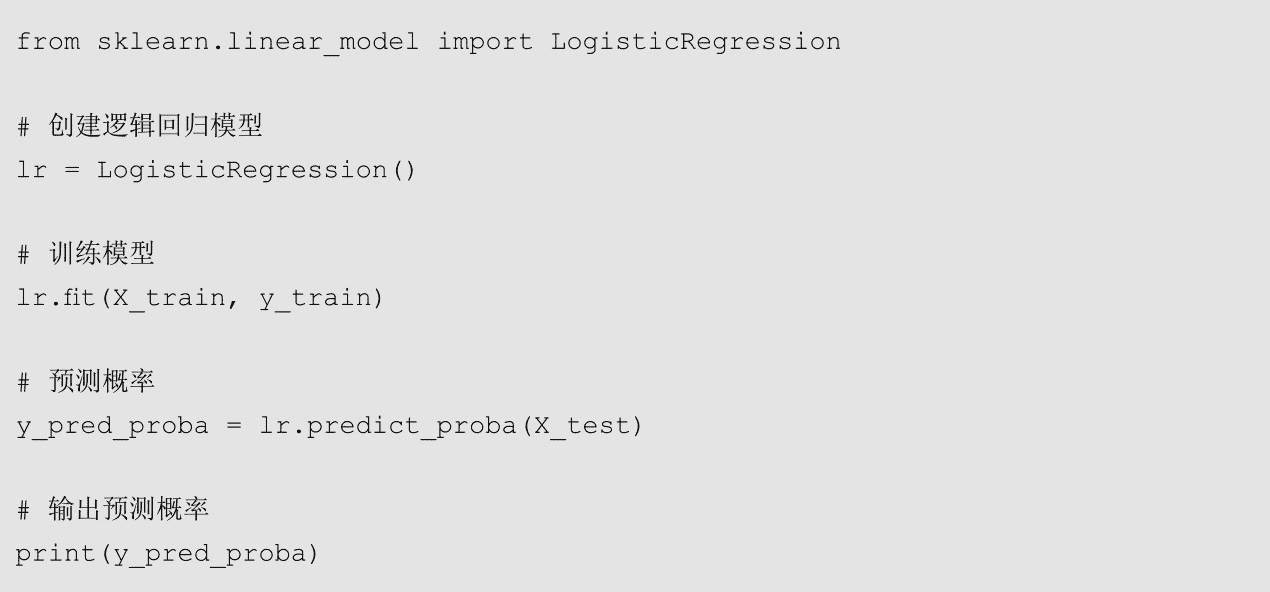 from sklearn.linear_model import LogisticRegression
# 创建逻辑回归模型
lr = LogisticRegression()
# 训练模型
lr.fit(X_train, y_train)
# 预测概率
y_pred_proba = lr.predict_proba(X_test)
# 输出预测概率
print(y_pred_proba)